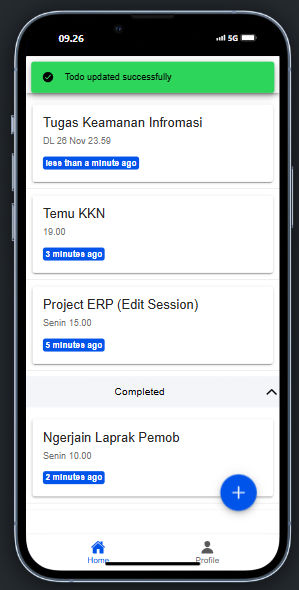 09.26
5G
Todo updated successfully
Tugas Keamanan Infromasi
DL 26 Nov 23.59
less than a minute ago
Temu KKN
19.00
3 minutes ago
Project ERP (Edit Session)
Senin 15.00
5 minutes ago
Completed
Ngerjain Laprak Pemob
Senin 10.00
2 minutes ago
Home
Profile